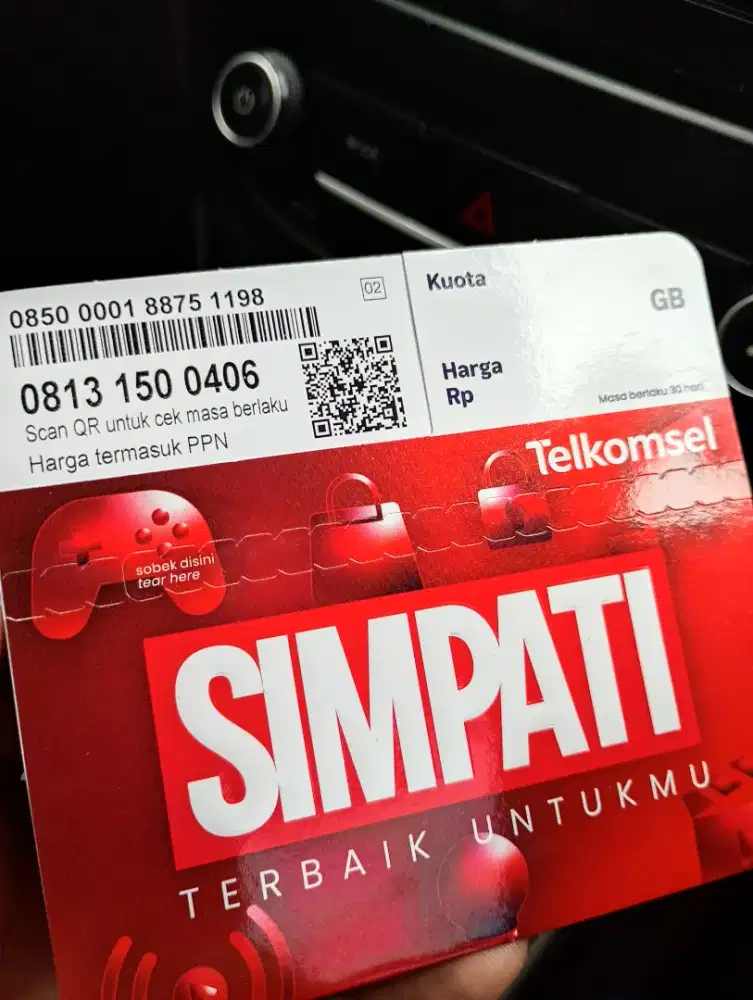 0850 0001 8875 1198
02
0813 150 0406
Scan QR untuk cek masa berlaku
Harga termasuk PPN
Kuota
GB
Harga
Rp
Masa berlaku 30 hari
Telkomsel
sobek disini
tear here
SIMPATI
TERBAIK UNTUKMU